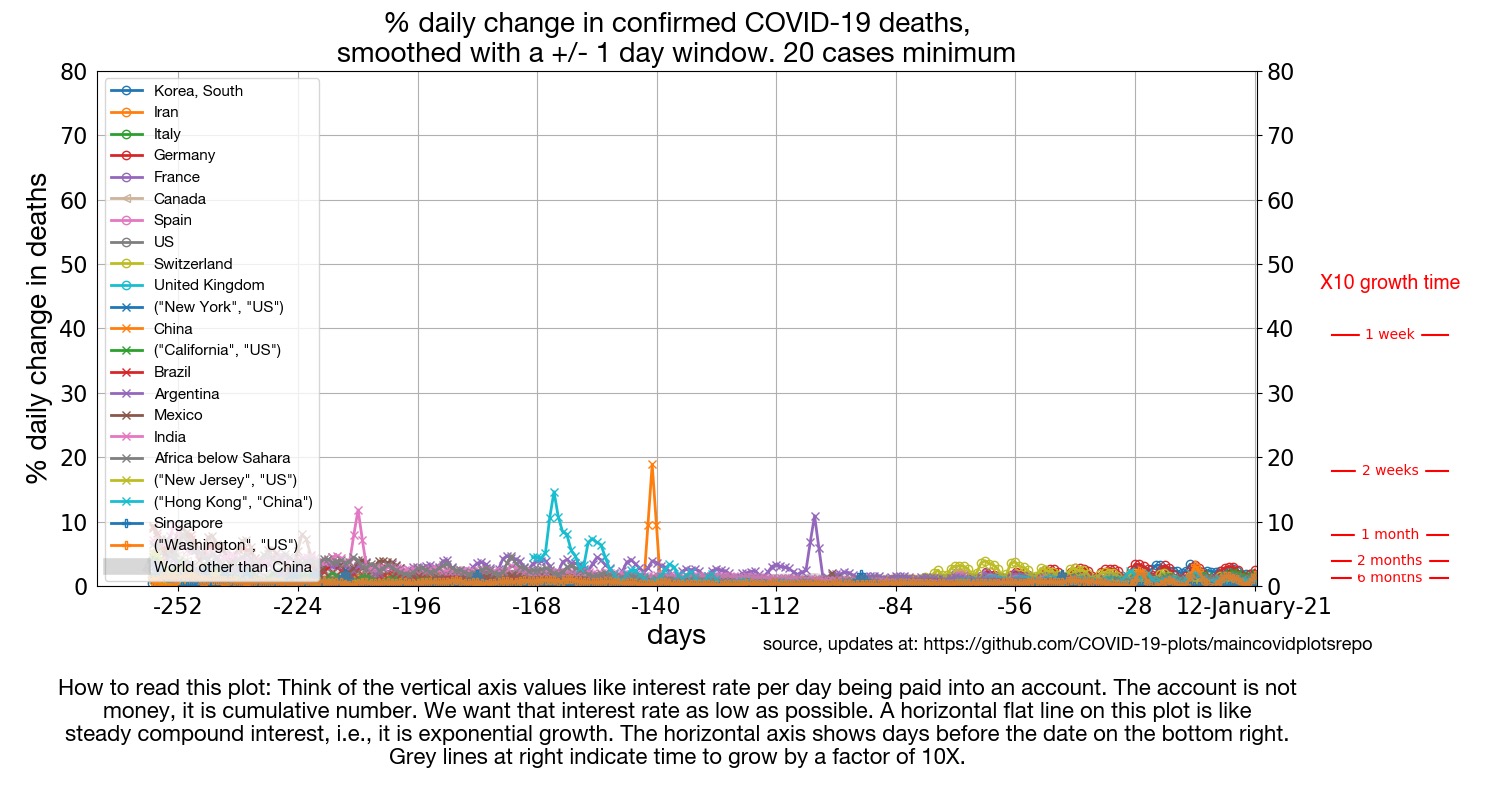 % daily change in confirmed COVID-19 deaths,
smoothed with a +/- 1 day window. 20 cases minimum
% daily change in deaths
80
70
60
50
40
30
20
10
0
Korea, South
Iran
Italy
Germany
France
Canada
Spain
US
Switzerland
United Kingdom
("New York", "US")
China
("California", "US")
Brazil
Argentina
Mexico
India
Africa below Sahara
("New Jersey", "US")
("Hong Kong", "China")
Singapore
("Washington", "US")
World other than China
80
70
60
50
40
30
20
10
0
X10 growth time
1 week
2 weeks
1 month
2 months
6 months
-252 -224 -196 -168 -140 -112 -84 -56 -28 12-January-21
days
source, updates at: https://github.com/COVID-19-plots/maincovidplotsrepo
How to read this plot: Think of the vertical axis values like interest rate per day being paid into an account. The account is not
money, it is cumulative number. We want that interest rate as low as possible. A horizontal flat line on this plot is like
steady compound interest, i.e., it is exponential growth. The horizontal axis shows days before the date on the bottom right.
Grey lines at right indicate time to grow by a factor of 10X.